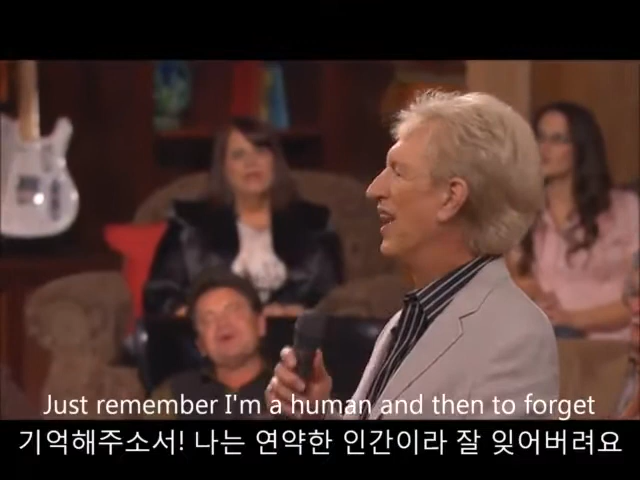 Just remember I'm a human and then to forget
기억해주소서! 나는 연약한 인간이라 잘 잊어버려요